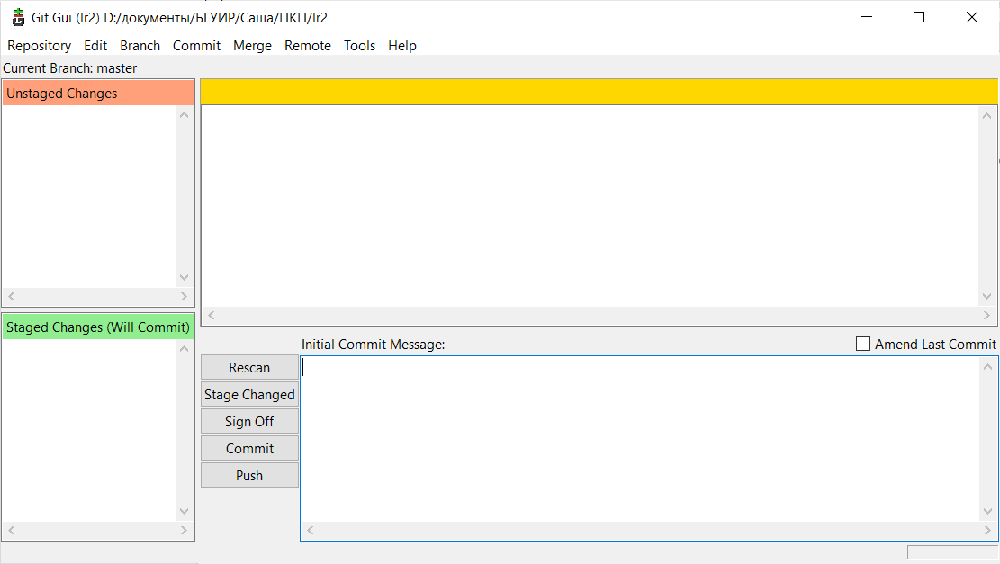 Git Gui (lr2) D:/документы/БГУИР/Саша/ПКП/lr2
Repository Edit Branch Commit Merge Remote Tools Help
Current Branch: master
Unstaged Changes
Staged Changes (Will Commit)
Initial Commit Message:
Amend Last Commit
Rescan
Stage Changed
Sign Off
Commit
Push